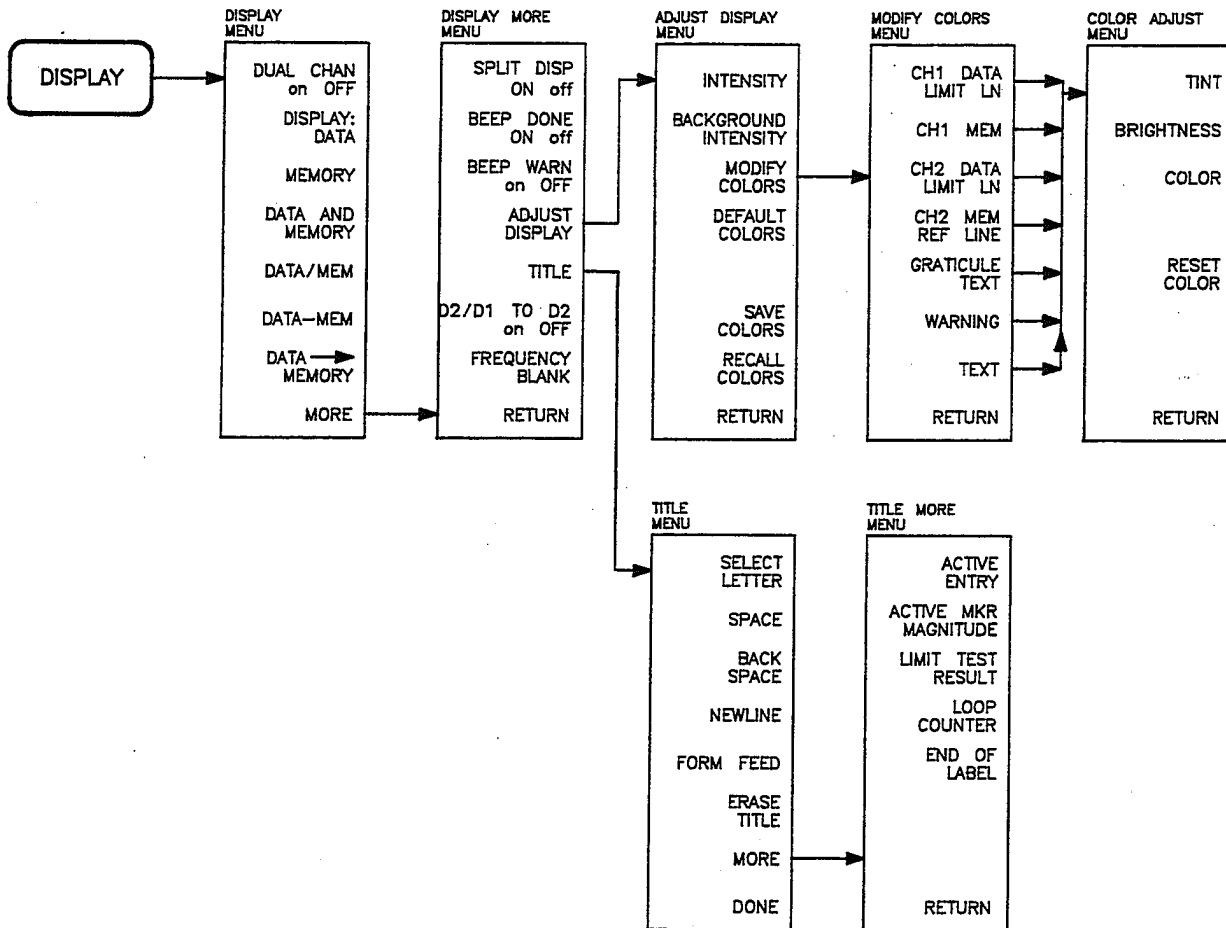 DISPLAY
DISPLAY
MENU
DUAL CHAN
on OFF
DISPLAY:
DATA
MEMORY
DATA AND
MEMORY
DATA/MEM
DATA-MEM
DATA
MEMORY
MORE
DISPLAY MORE
MENU
SPLIT DISP
ON off
BEEP DONE
ON off
BEEP WARN
on OFF
ADJUST
DISPLAY
TITLE
D2/D1 TO D2
on OFF
FREQUENCY
BLANK
RETURN
ADJUST DISPLAY
MENU
INTENSITY
BACKGROUND
INTENSITY
MODIFY
COLORS
DEFAULT
COLORS
SAVE
COLORS
RECALL
COLORS
RETURN
MODIFY COLORS
MENU
CH1 DATA
LIMIT LN
CH1 MEM
CH2 DATA
LIMIT LN
CH2 MEM
REF LINE
GRATICULE
TEXT
WARNING
TEXT
RETURN
COLOR ADJUST
MENU
TINT
BRIGHTNESS
COLOR
RESET
COLOR
RETURN
TITLE
MENU
SELECT
LETTER
SPACE
BACK
SPACE
NEWLINE
FORM FEED
ERASE
TITLE
MORE
DONE
TITLE MORE
MENU
ACTIVE
ENTRY
ACTIVE MKR
MAGNITUDE
LIMIT TEST
RESULT
LOOP
COUNTER
END OF
LABEL
RETURN